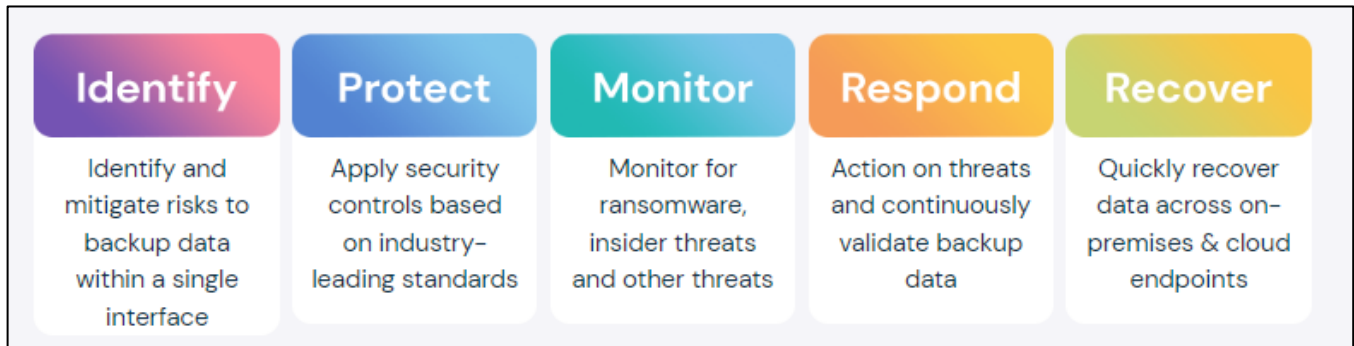 Identify
Identify and
mitigate risks to
backup data
within a single
interface
Protect
Apply security
controls based
on industry-
leading standards
Monitor
Monitor for
ransomware,
insider threats
and other threats
Respond
Action on threats
and continuously
validate backup
data
Recover
Quickly recover
data across on-
premises & cloud
endpoints